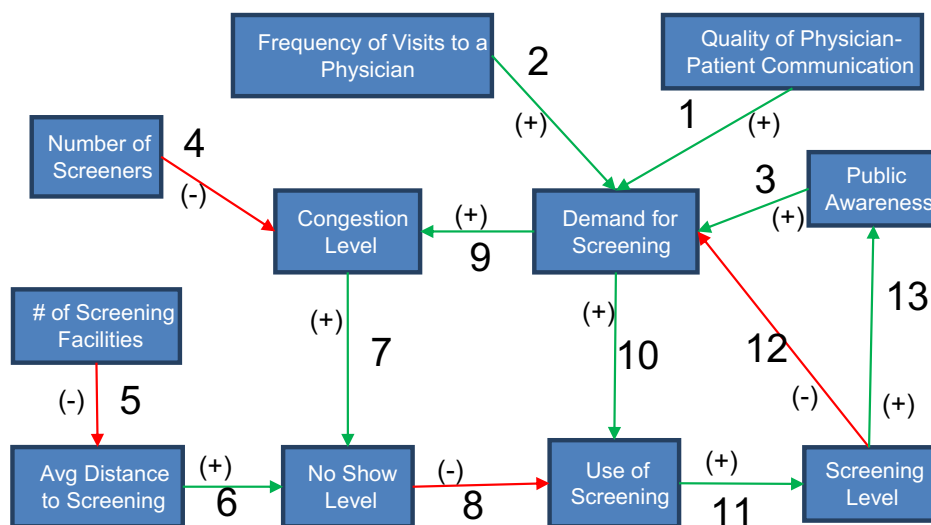 Frequency of Visits to a
Physician
2
(+)
Quality of Physician-
Patient Communication
1
(+)
Number of
Screeners
4
(-)
Congestion
Level
(+)
9
Demand for
Screening
3
(+)
Public
Awareness
# of Screening
Facilities
(-)
5
(+)
7
(+)
10
12
(-)
13
(+)
Avg Distance
to Screening
(+)
6
No Show
Level
(-)
8
Use of
Screening
(+)
11
Screening
Level